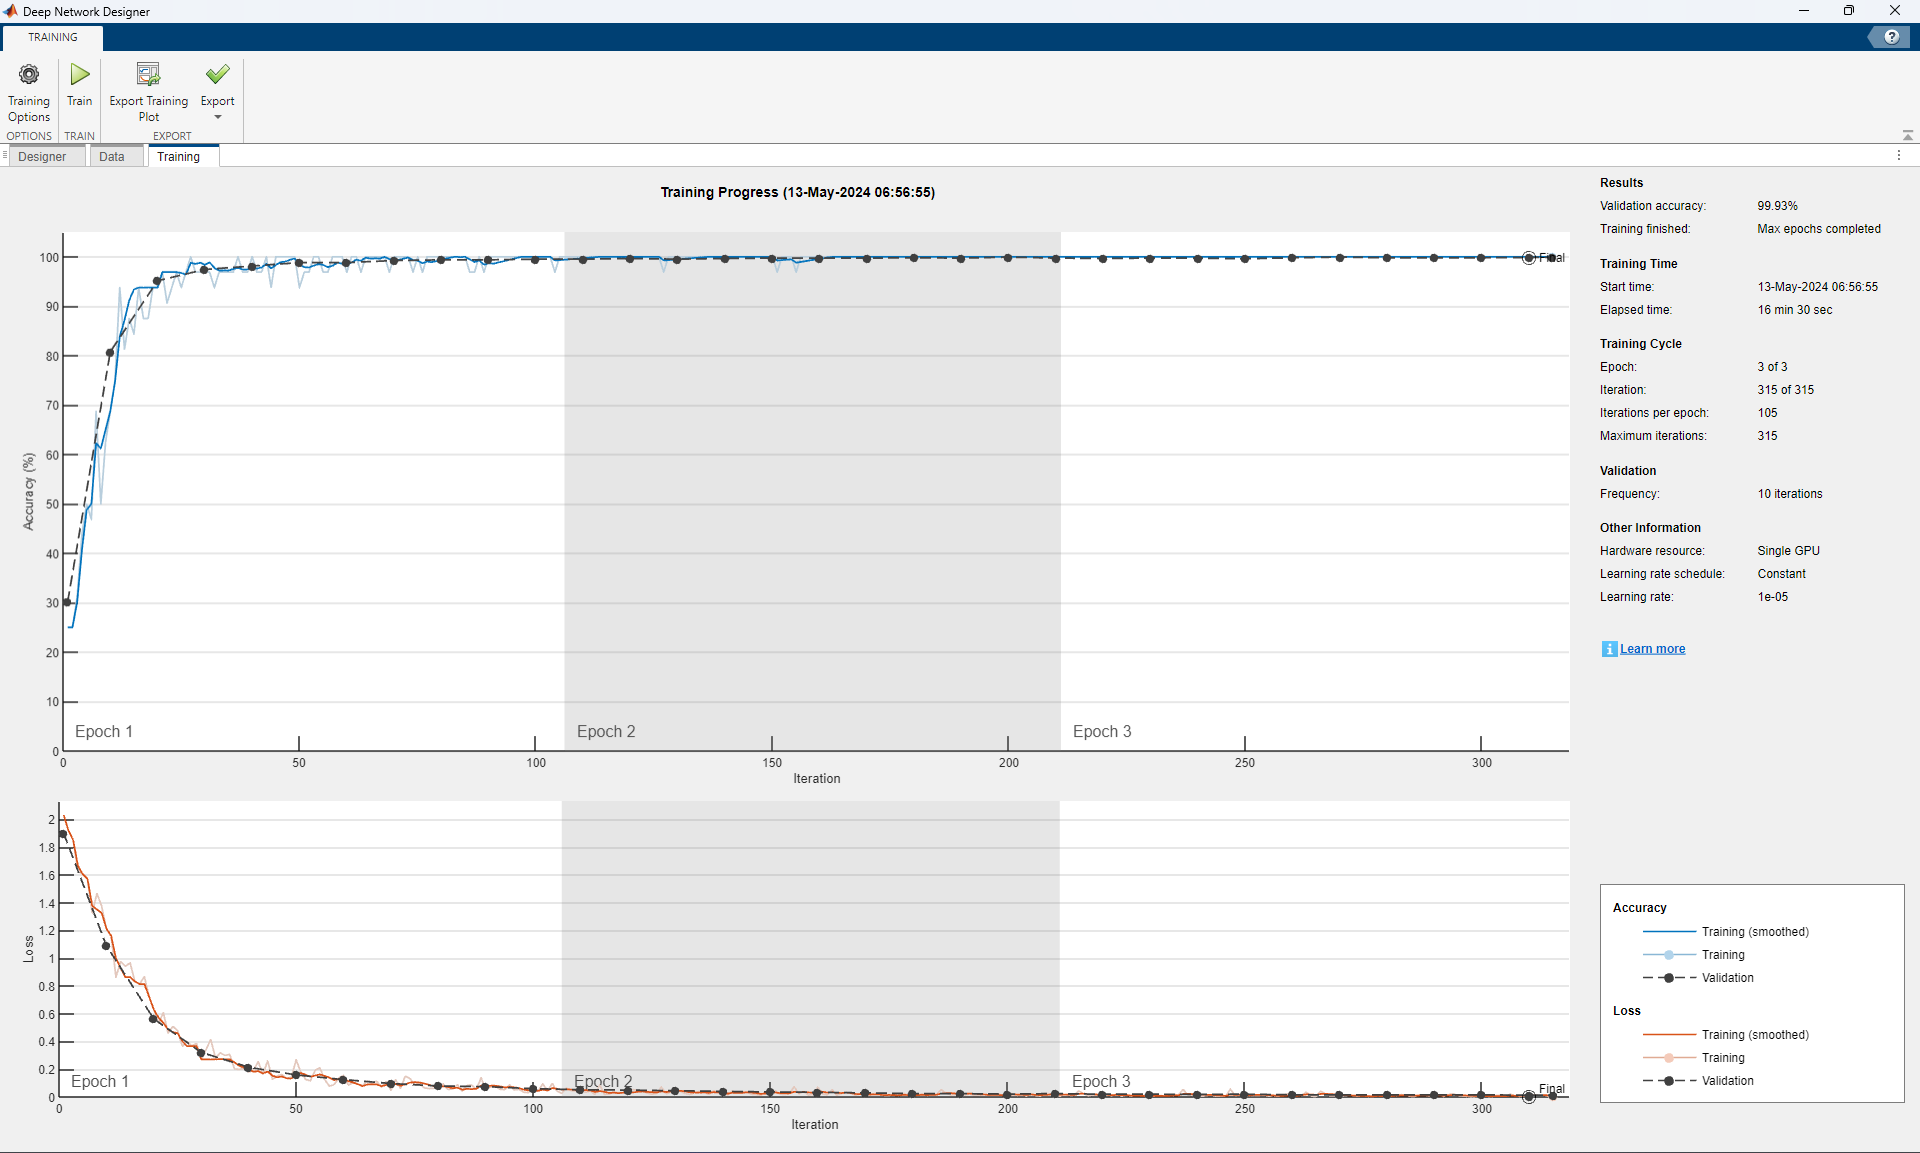 Deep Network Designer
TRAINING
?
Training Options
Train
Export Training Plot
Export
OPTIONS
TRAIN
EXPORT
Designer
Data
Training
Training Progress (13-May-2024 06:56:55)
100
90
80
70
60
50
40
30
20
10
0
Accuracy (%)
Final
Epoch 1
Epoch 2
Epoch 3
0
50
100
150
200
250
300
Iteration
2
1.8
1.6
1.4
1.2
1
0.8
0.6
0.4
0.2
0
Loss
Epoch 1
Epoch 2
Epoch 3
Final
0
50
100
150
200
250
300
Iteration
Results
Validation accuracy: 99.93%
Training finished: Max epochs completed
Training Time
Start time: 13-May-2024 06:56:55
Elapsed time: 16 min 30 sec
Training Cycle
Epoch: 3 of 3
Iteration: 315 of 315
Iterations per epoch: 105
Maximum iterations: 315
Validation
Frequency: 10 iterations
Other Information
Hardware resource: Single GPU
Learning rate schedule: Constant
Learning rate: 1e-05
i Learn more
Accuracy
Training (smoothed)
Training
Validation
Loss
Training (smoothed)
Training
Validation